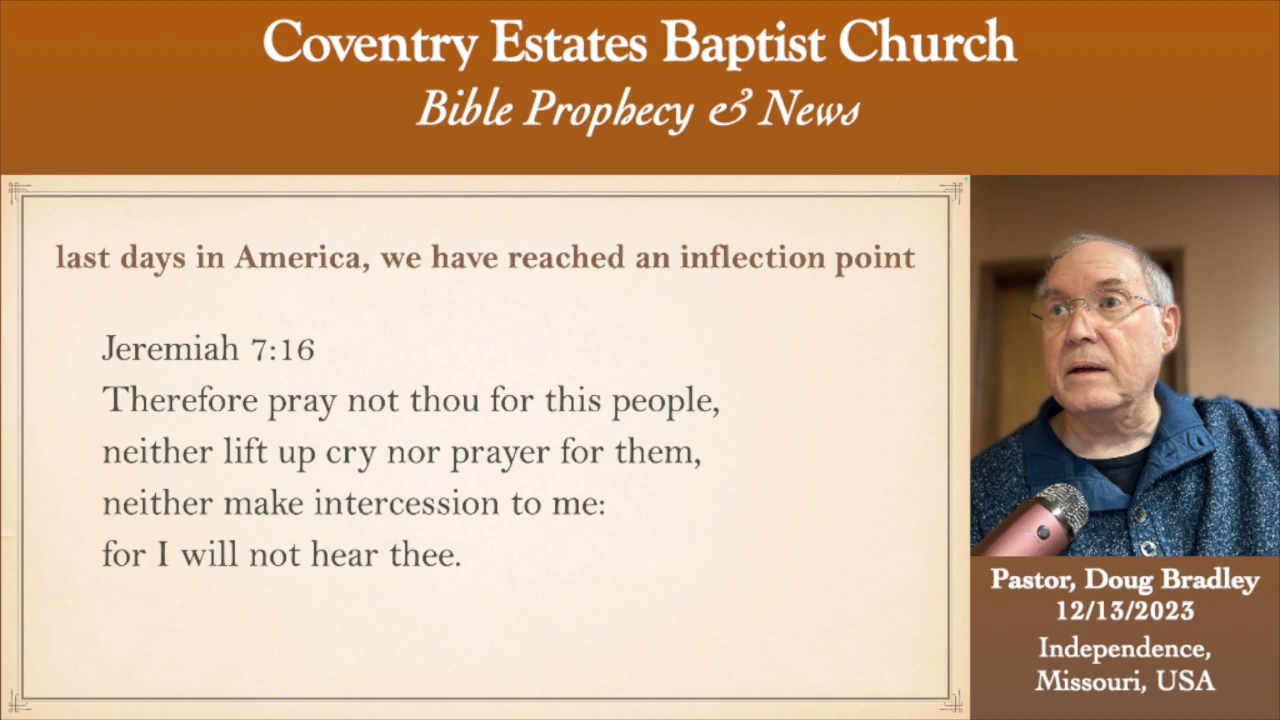 Coventry Estates Baptist Church
Bible Prophecy & News
last days in America, we have reached an inflection point
Jeremiah 7:16
Therefore pray not thou for this people,
neither lift up cry nor prayer for them,
neither make intercession to me:
for I will not hear thee.
Pastor, Doug Bradley
12/13/2023
Independence,
Missouri, USA